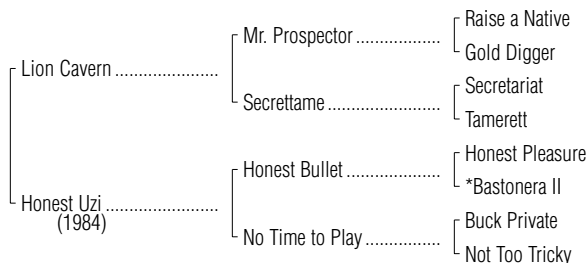 Raise a Native
Mr. Prospector ..................
Gold Digger
Lion Cavern ......................
Secretariat
Secrettame ........................
Tamerett
Honest Pleasure
Honest Bullet .....................
*Bastonera II
Honest Uzi ........................
(1984)
Buck Private
No Time to Play ................
Not Too Tricky